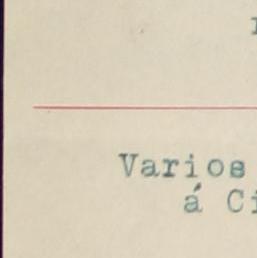 Varios
á Ci